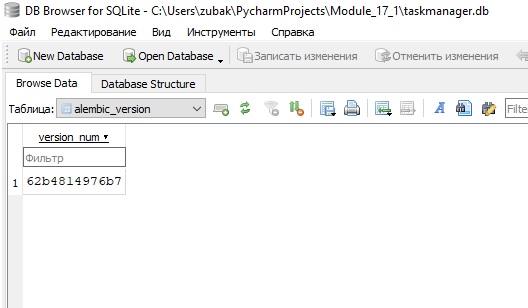 DB Browser for SQLite - C:\Users\zubak\PycharmProjects\Module_17_1\taskmanager.db
Файл Редактирование Вид Инструменты Справка
New Database Open Database Записать изменения Отменить изменения
Browse Data Database Structure
Таблица: alembic_version A Filte
version_num
Фильтр
1 62b4814976b7